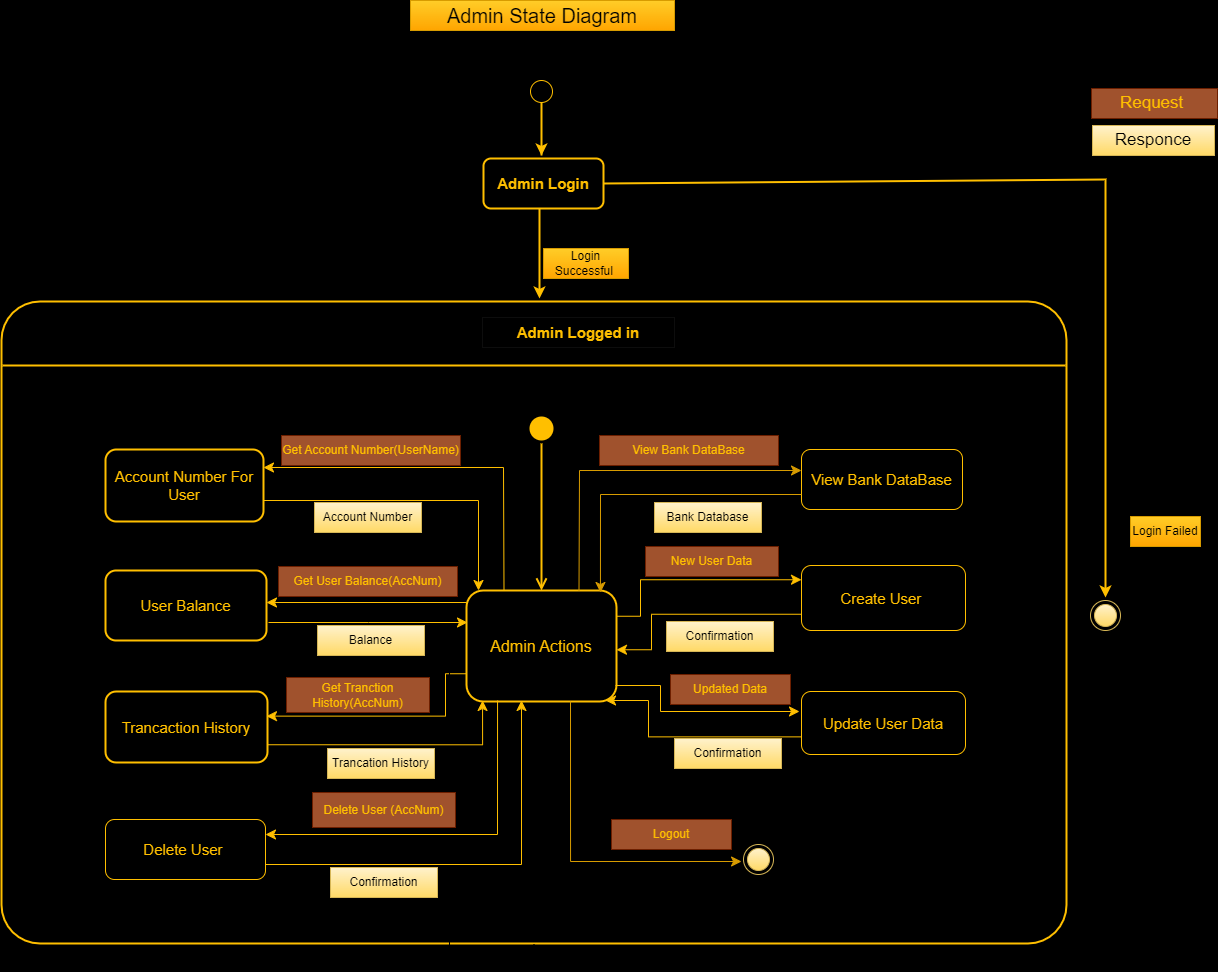 Admin State Diagram
Request
Responce
Admin Login
Login
Successful
Admin Logged in
Get Account Number(UserName)
View Bank DataBase
Account Number For
User
View Bank DataBase
Account Number
Bank Database
Login Failed
New User Data
Get User Balance(AccNum)
User Balance
Create User
Balance
Confirmation
Admin Actions
Get Tranction
History(AccNum)
Updated Data
Trancaction History
Update User Data
Trancation History
Confirmation
Delete User (AccNum)
Logout
Delete User
Confirmation